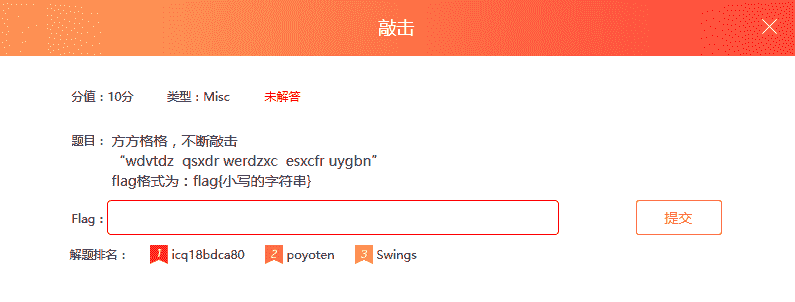 敲击
分值：10分 类型：Misc 未解答
题目： 方方格格，不断敲击
“wdvtdz qsxdr werdzxc esxcfr uygbn”
flag格式为：flag{小写的字符串}
Flag： 提交
解题排名： 1 icq18bdca80 2 poyoten 3 Swings